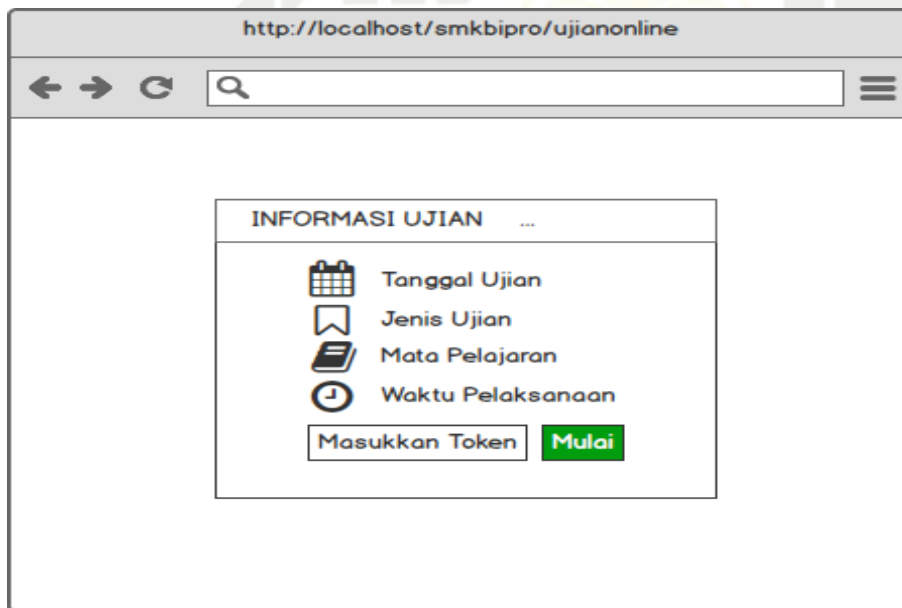 http://localhost/smkbipro/ujianonline
INFORMASI UJIAN ...
Tanggal Ujian
Jenis Ujian
Mata Pelajaran
Waktu Pelaksanaan
Masukkan Token Mulai